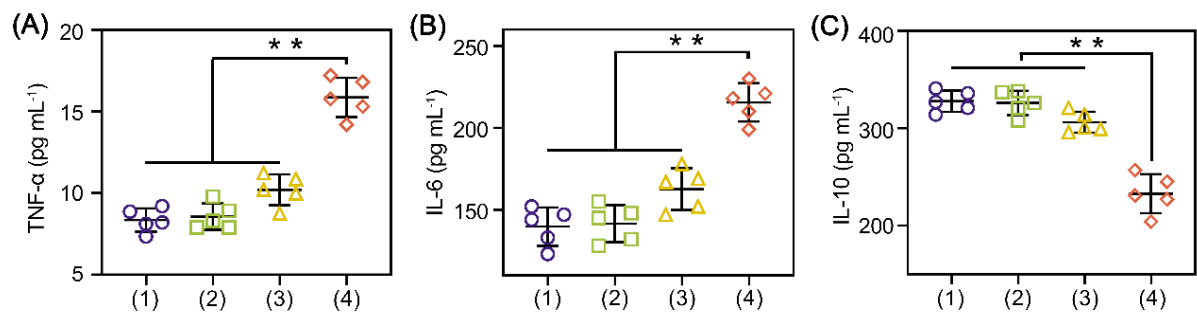 (A)
TNF-α (pg mL⁻¹)
20
15
10
5
* *
(1) (2) (3) (4)
(B)
IL-6 (pg mL⁻¹)
250
200
150
* *
(1) (2) (3) (4)
(C)
IL-10 (pg mL⁻¹)
400
300
200
* *
(1) (2) (3) (4)